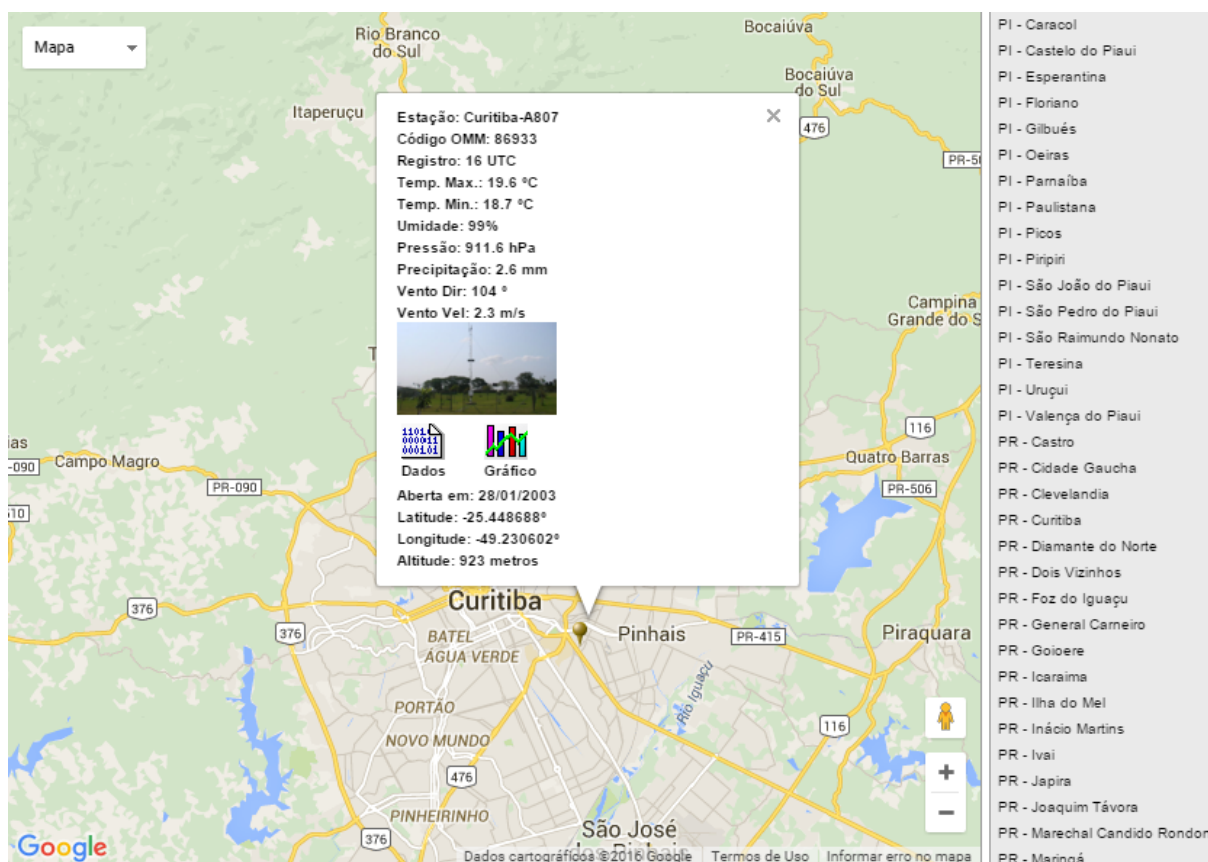 Mapa
Rio Branco
do Sul
Bocaiúva
Bocaiúva
do Sul
Itaperuçu
476
PR-50
Estação: Curitiba-A807
Código OMM: 86933
Registro: 16 UTC
Temp. Max.: 19.6 ºC
Temp. Min.: 18.7 ºC
Umidade: 99%
Pressão: 911.6 hPa
Precipitação: 2.6 mm
Vento Dir: 104 º
Vento Vel: 2.3 m/s
Dados
Gráfico
Aberta em: 28/01/2003
Latitude: -25.448688º
Longitude: -49.230602º
Altitude: 923 metros
Campina
Grande do S
T
116
Quatro Barras
PR-506
ias
-090
Campo Magro
PR-090
510
376
376
Curitiba
BATEL
ÁGUA VERDE
Pinhais
PR-415
Piraquara
Rio Iguaçu
PORTÃO
NOVO MUNDO
116
476
PINHEIRINHO
376
São José
dos Pinhais
+
−
Google
Dados cartográficos ©2016 Google
Termos de Uso
Informar erro no mapa
PI - Caracol
PI - Castelo do Piaui
PI - Esperantina
PI - Floriano
PI - Gilbués
PI - Oeiras
PI - Parnaíba
PI - Paulistana
PI - Picos
PI - Piripiri
PI - São João do Piaui
PI - São Pedro do Piaui
PI - São Raimundo Nonato
PI - Teresina
PI - Uruçui
PI - Valença do Piaui
PR - Castro
PR - Cidade Gaucha
PR - Clevelandia
PR - Curitiba
PR - Diamante do Norte
PR - Dois Vizinhos
PR - Foz do Iguaçu
PR - General Carneiro
PR - Goioere
PR - Icaraima
PR - Ilha do Mel
PR - Inácio Martins
PR - Ivai
PR - Japira
PR - Joaquim Távora
PR - Marechal Candido Rondon
PR - Maringá